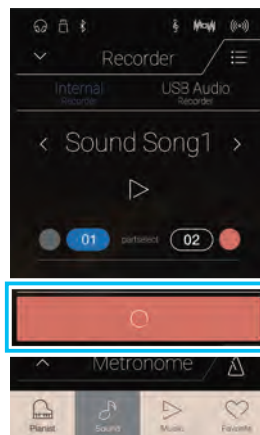 Recorder
Internal USB Audio
Recorder Recorder
< Sound Song1 >
01 partselect 02
Metronome
Pianist Sound Music Favorite